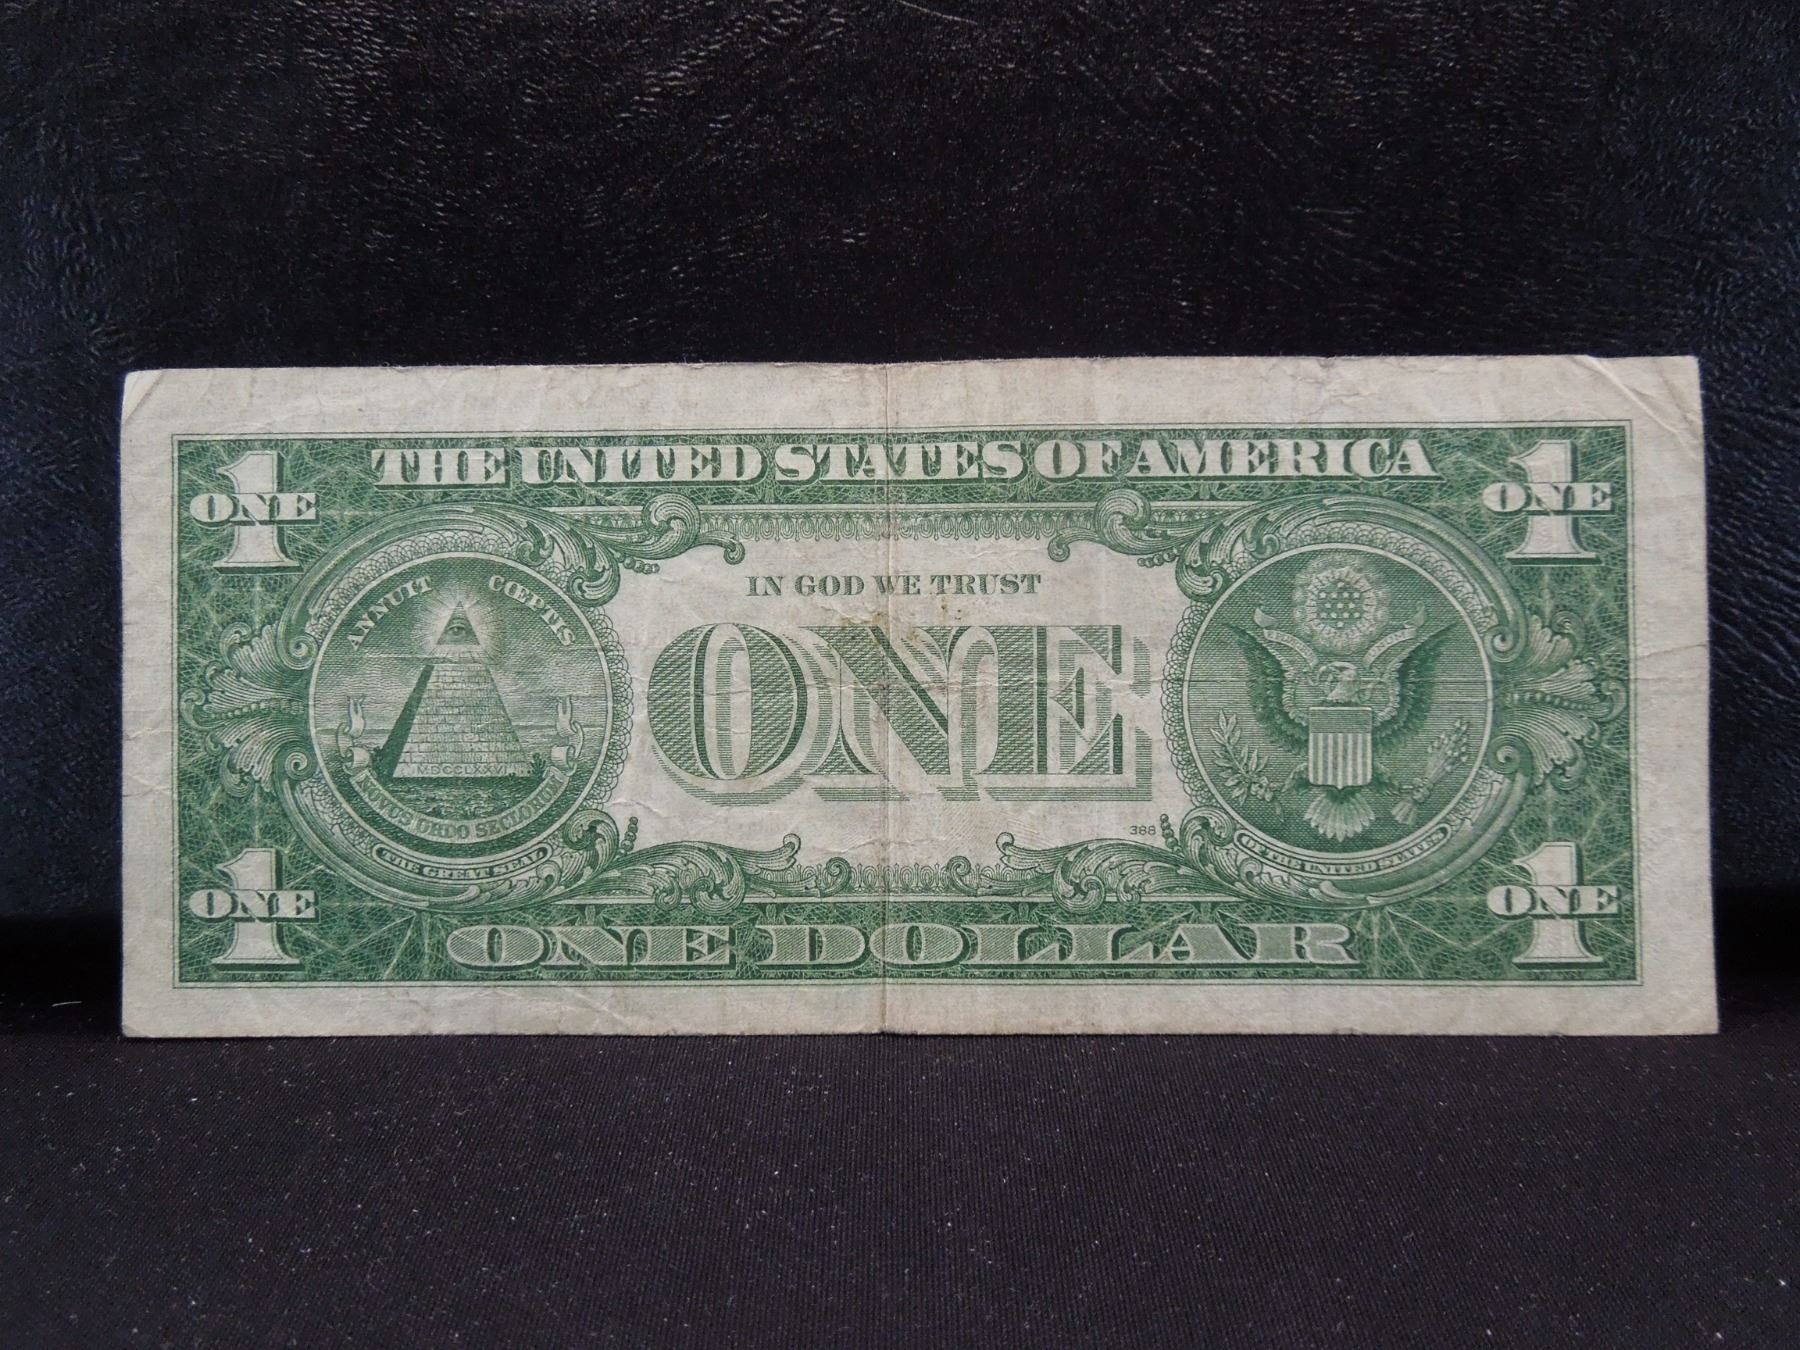 THE UNITED STATES OF AMERICA
1
ONE
1
ONE
ANNUIT CŒPTIS
IN GOD WE TRUST
ONE
MDCCLXXVI
NOVUS ORDO SECLORUM
388
THE GREAT SEAL
OF THE UNITED STATES
1
ONE
1
ONE
ONE DOLLAR